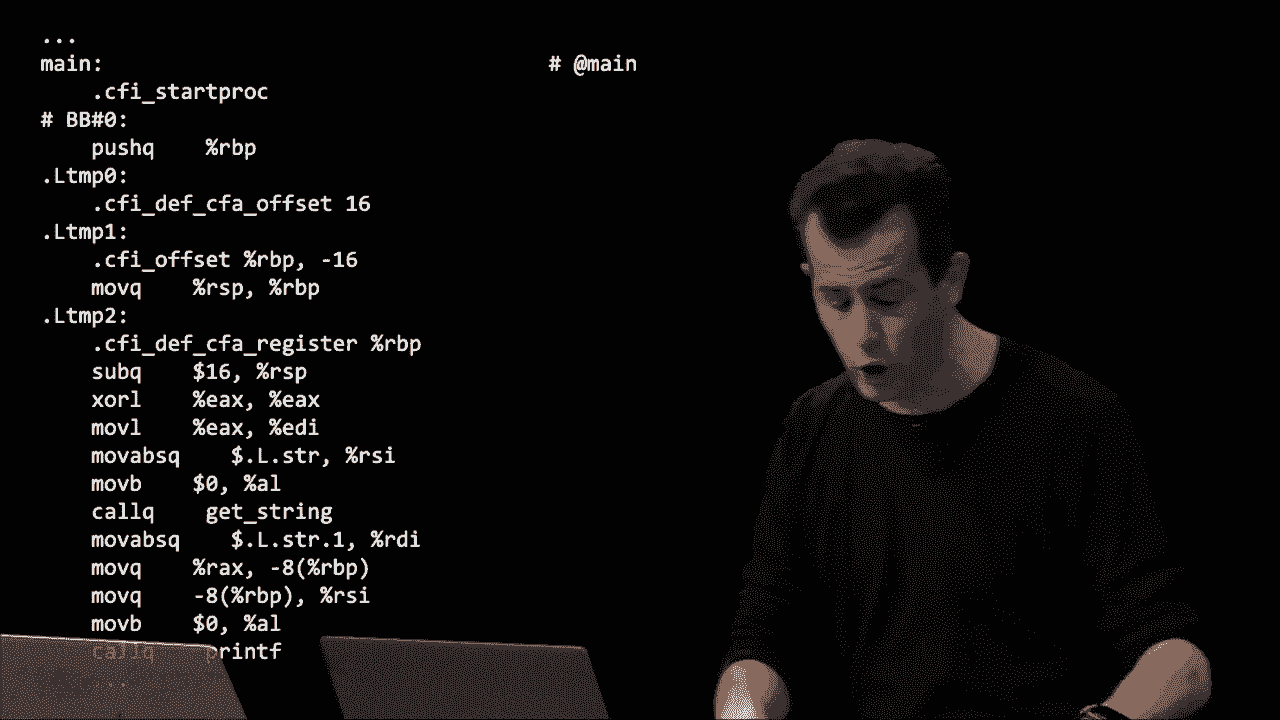 ...
main:                                   # @main
    .cfi_startproc
# BB#0:
    pushq    %rbp
.Ltmp0:
    .cfi_def_cfa_offset 16
.Ltmp1:
    .cfi_offset %rbp, -16
    movq    %rsp, %rbp
.Ltmp2:
    .cfi_def_cfa_register %rbp
    subq    $16, %rsp
    xorl    %eax, %eax
    movl    %eax, %edi
    movabsq    $.L.str, %rsi
    movb    $0, %al
    callq    get_string
    movabsq    $.L.str.1, %rdi
    movq    %rax, -8(%rbp)
    movq    -8(%rbp), %rsi
    movb    $0, %al
    callq    printf
    ...